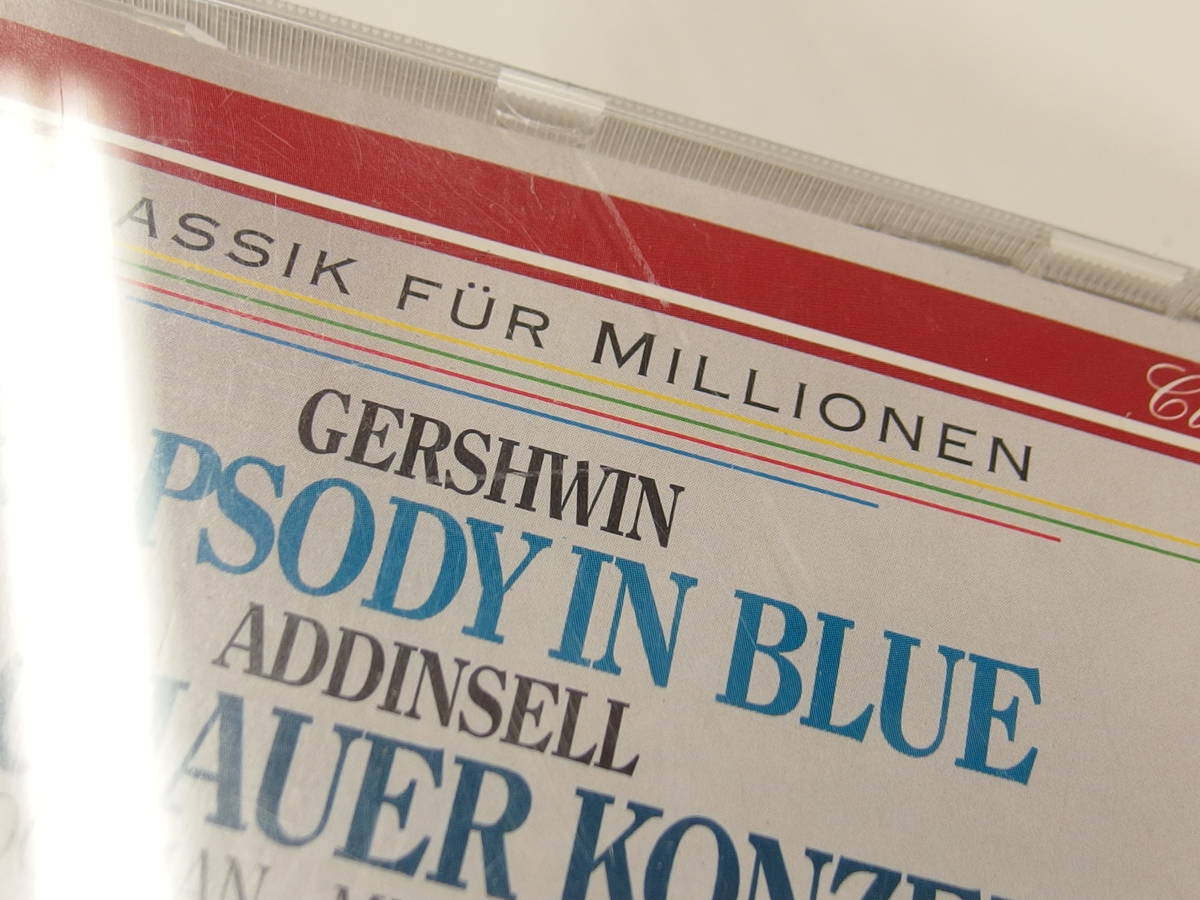 ASSIK FÜR MILLIONEN
GERSHWIN
PSODY IN BLUE
ADDINSELL
AUER KONZE